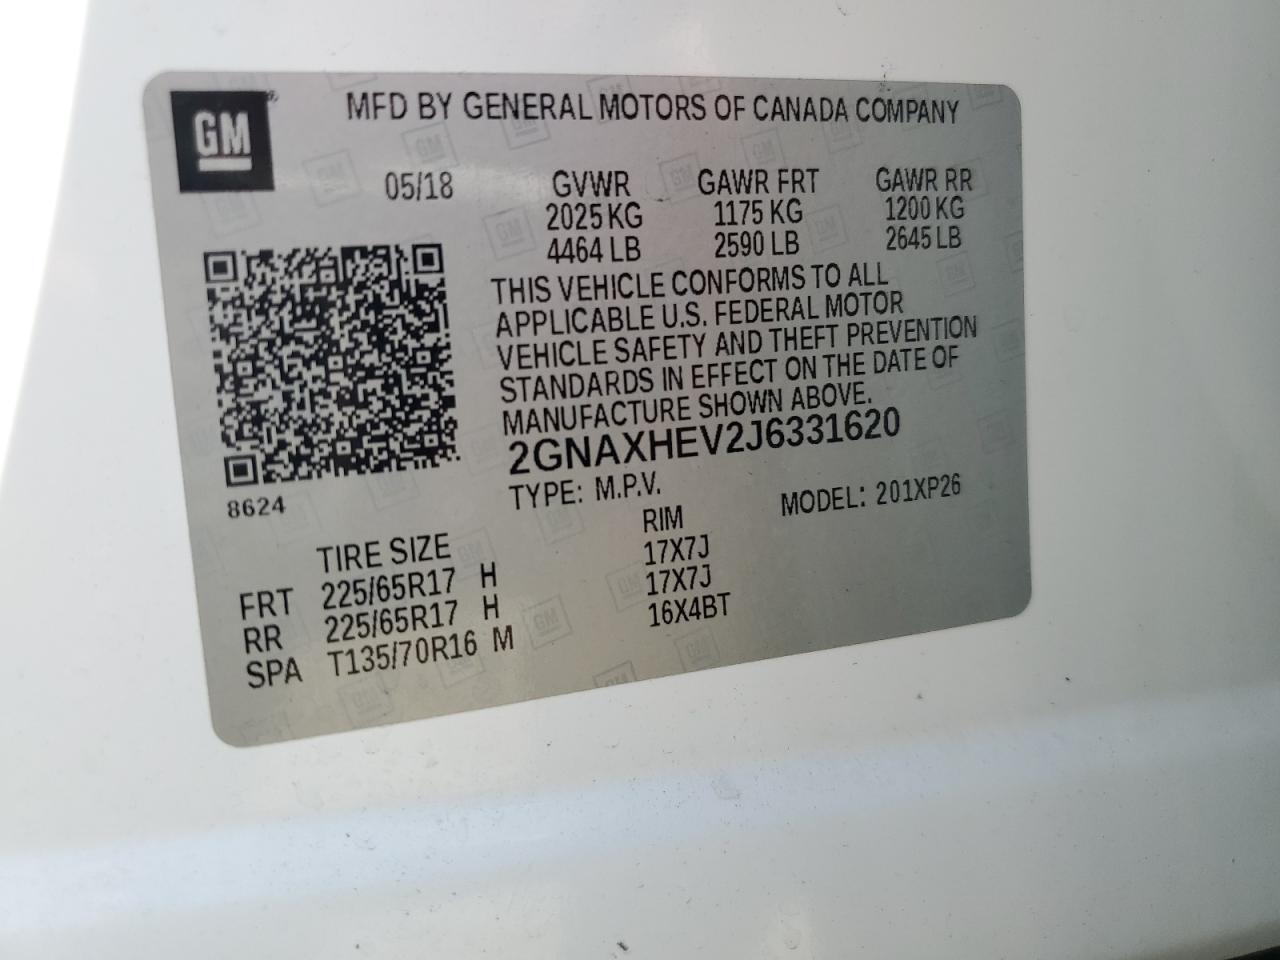 GM
MFD BY GENERAL MOTORS OF CANADA COMPANY
05/18 GVWR GAWR FRT GAWR RR
2025 KG 1175 KG 1200 KG
4464 LB 2590 LB 2645 LB
THIS VEHICLE CONFORMS TO ALL
APPLICABLE U.S. FEDERAL MOTOR
VEHICLE SAFETY AND THEFT PREVENTION
STANDARDS IN EFFECT ON THE DATE OF
MANUFACTURE SHOWN ABOVE.
2GNAXHEV2J6331620
8624
TYPE: M.P.V. MODEL: 201XP26
TIRE SIZE RIM
FRT 225/65R17 H 17X7J
RR 225/65R17 H 17X7J
SPA T135/70R16 M 16X4BT